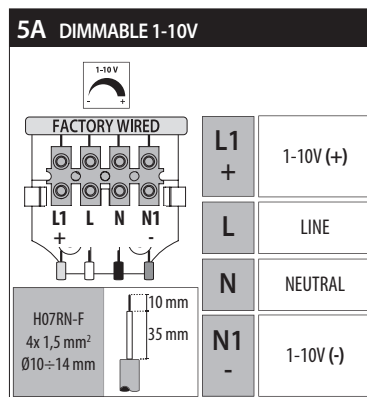 5A DIMMABLE 1-10V
1-10 V
- +
FACTORY WIRED
L1 L N N1
+ -
H07RN-F
4x 1,5 mm²
Ø10÷14 mm
10 mm
35 mm
L1
+
1-10V (+)
L
LINE
N
NEUTRAL
N1
-
1-10V (-)